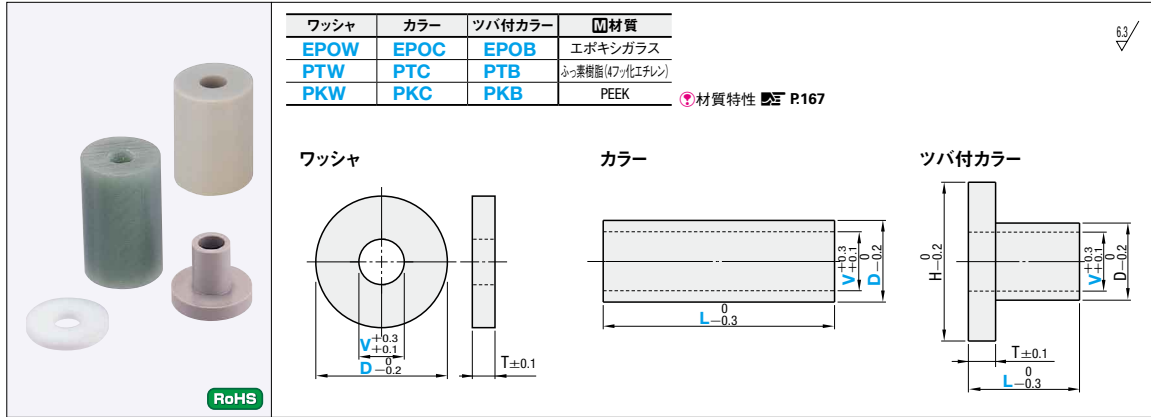 ワッシャ カラー ツバ付カラー M材質
EPOW EPOC EPOB エポキシガラス
PTW PTC PTB ふっ素樹脂(4フッ化エチレン)
PKW PKC PKB PEEK
材質特性 P.167
6.3
ワッシャ
V+0.3 +0.1
D 0 −0.2
T±0.1
カラー
V+0.3 +0.1
D 0 −0.2
L 0 −0.3
ツバ付カラー
H 0 −0.2
V+0.3 +0.1
D 0 −0.2
T±0.1
L 0 −0.3
RoHS